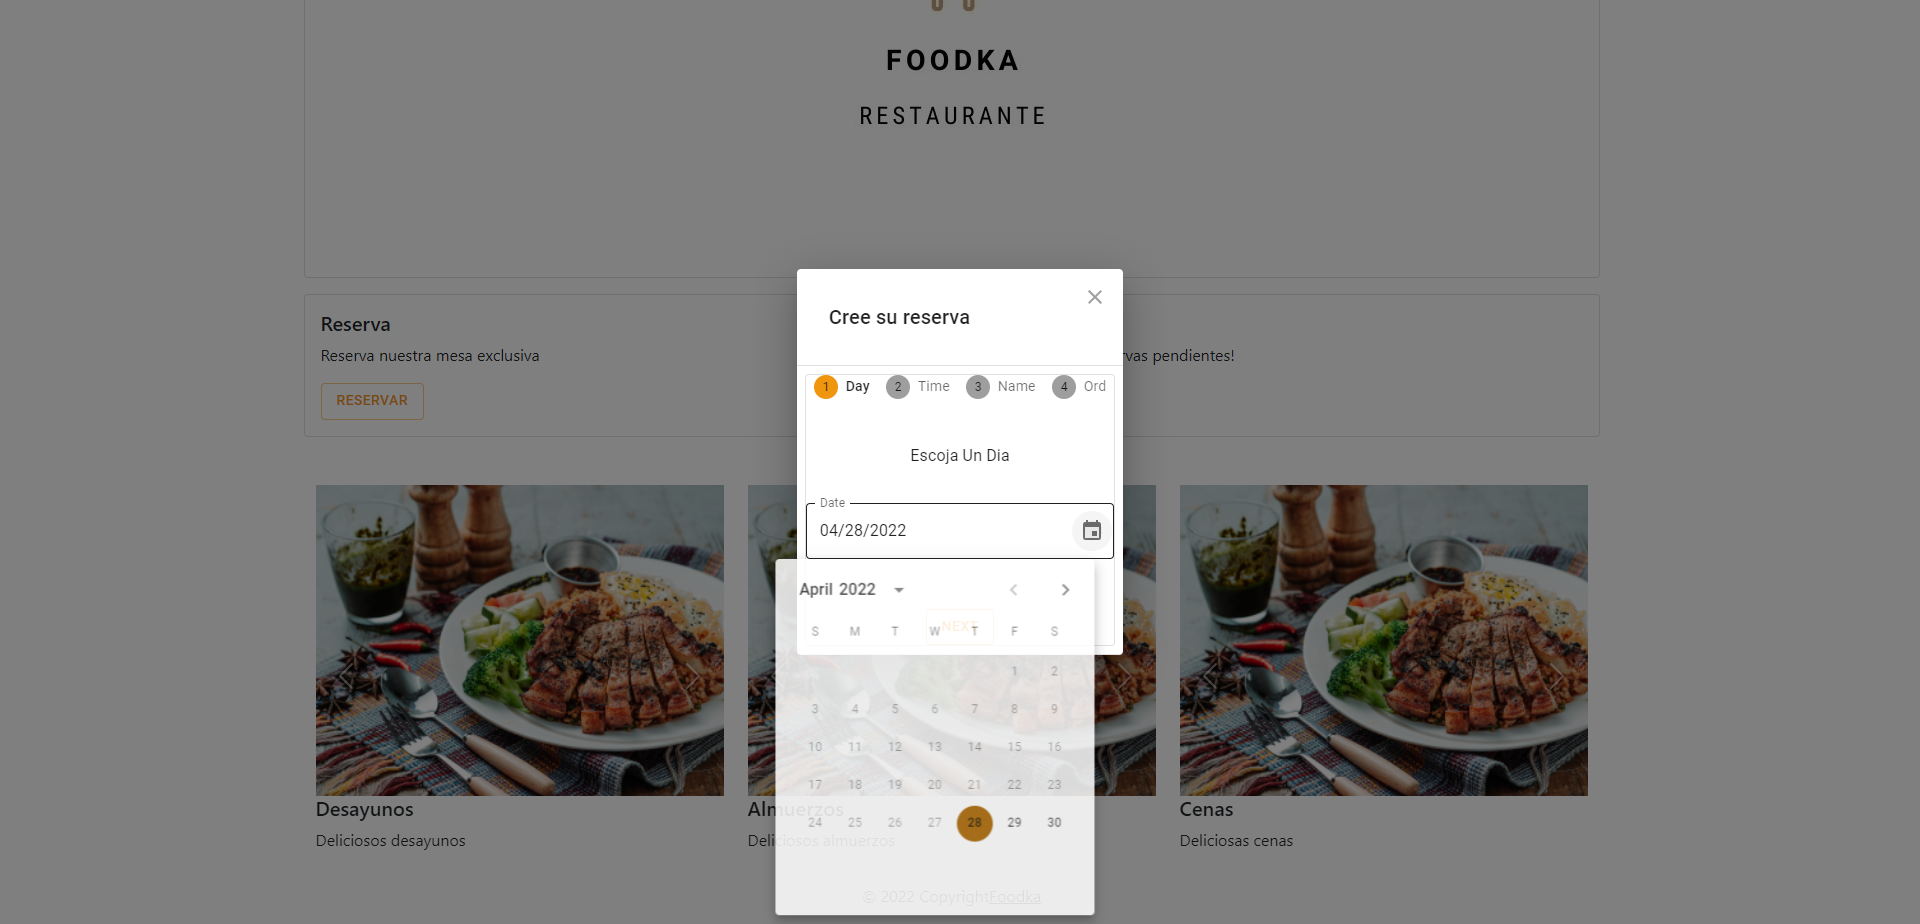 FOODKA
RESTAURANTE
Cree su reserva
Reserva
Reserva nuestra mesa exclusiva
rvas pendientes!
RESERVAR
1 Day 2 Time 3 Name 4 Ord
Escoja Un Dia
Date
04/28/2022
April 2022
NEXT
S M T W T F S
1 2
3 4 5 6 7 8 9
10 11 12 13 14 15 16
17 18 19 20 21 22 23
24 25 26 27 28 29 30
Desayunos
Deliciosos desayunos
Almuerzos
Deliciosos almuerzos
Cenas
Deliciosas cenas
© 2022 CopyrightFoodka